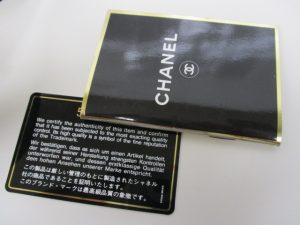 CHANEL
We certify the authenticity of this item and confirm
that it has been subjected to the most exacting quality
control. Its high quality is a symbol of the fine reputation
of the Trademark.
Wir bestätigen, dass es sich um einen Artikel handelt,
der während seiner Herstellung strengsten Kontrollen
unterworfen war, und dessen erstklassige Qualität
dem hohen Ansehen unserer Marke entspricht.
この製品は厳しい管理のもとに製造されたシャネル
社の商品であることを証明いたします。
このブランド・マークは最高級品質の象徴です。